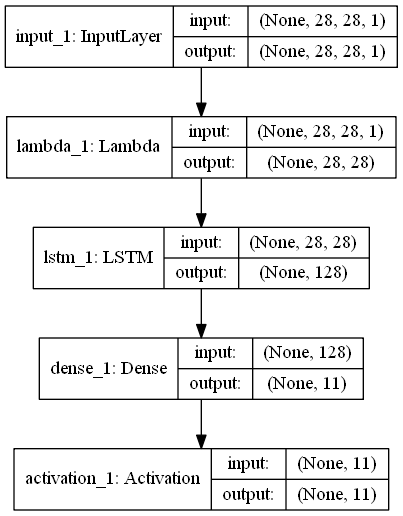 input_1: InputLayer
input: (None, 28, 28, 1)
output: (None, 28, 28, 1)
lambda_1: Lambda
input: (None, 28, 28, 1)
output: (None, 28, 28)
lstm_1: LSTM
input: (None, 28, 28)
output: (None, 128)
dense_1: Dense
input: (None, 128)
output: (None, 11)
activation_1: Activation
input: (None, 11)
output: (None, 11)